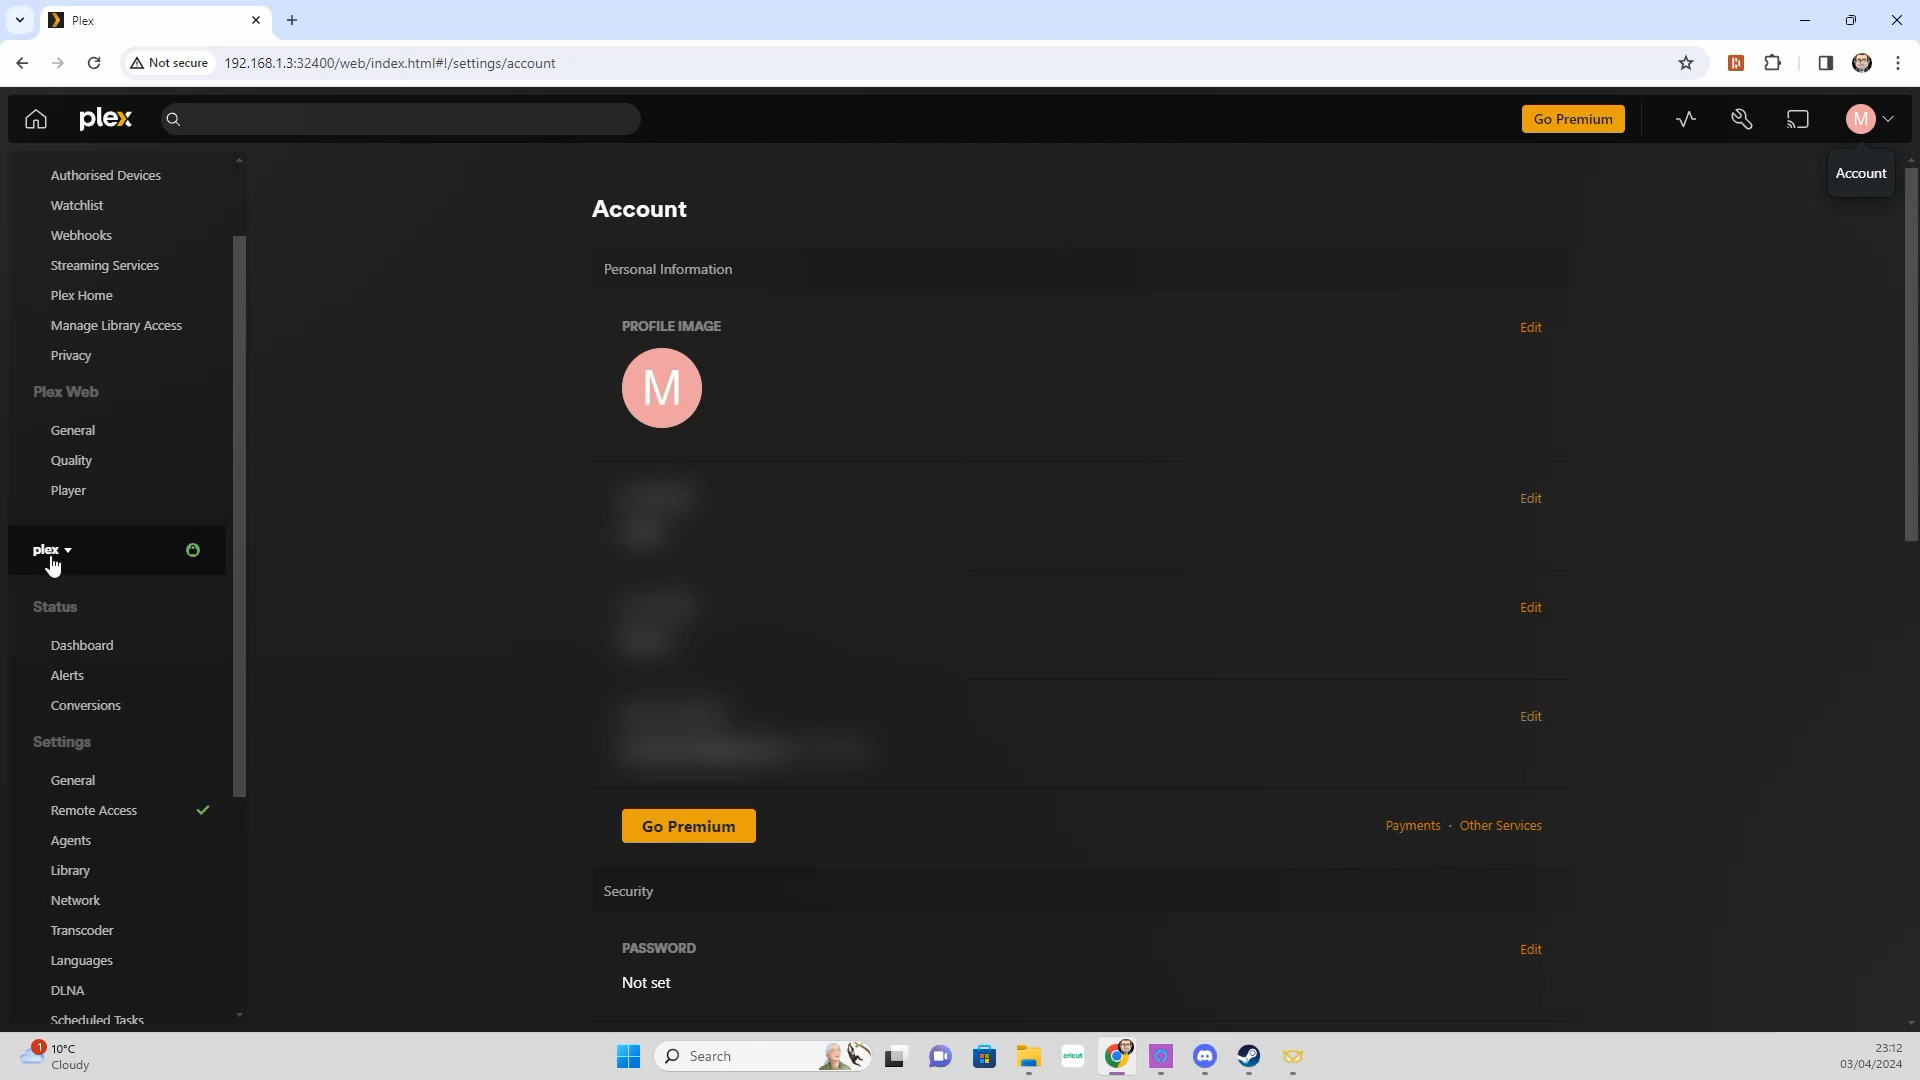 Plex
Not secure
192.168.1.3:32400/web/index.html#!/settings/account
plex
Go Premium
M
Account
Authorised Devices
Watchlist
Webhooks
Streaming Services
Plex Home
Manage Library Access
Privacy
Plex Web
General
Quality
Player
plex
Status
Dashboard
Alerts
Conversions
Settings
General
Remote Access
Agents
Library
Network
Transcoder
Languages
DLNA
Scheduled Tasks
Account
Personal Information
PROFILE IMAGE
Edit
M
Edit
Edit
Edit
Go Premium
Payments · Other Services
Security
PASSWORD
Edit
Not set
1
10°C
Cloudy
Search
cricut
23:12
03/04/2024